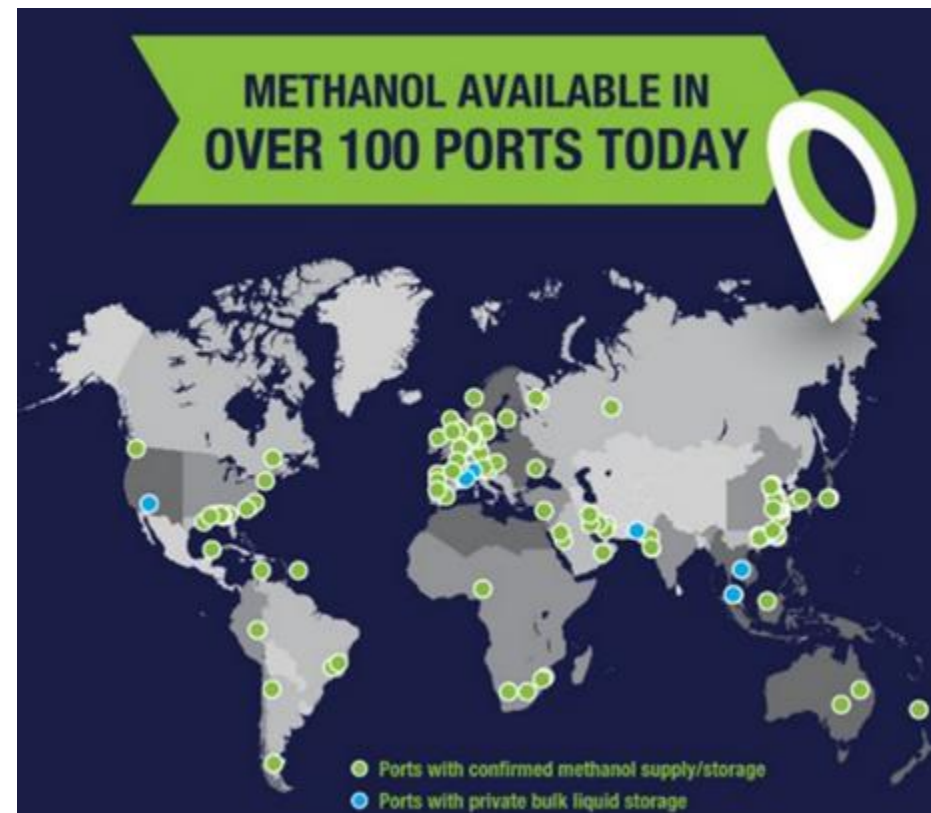 METHANOL AVAILABLE IN
OVER 100 PORTS TODAY
Ports with confirmed methanol supply/storage
Ports with private bulk liquid storage